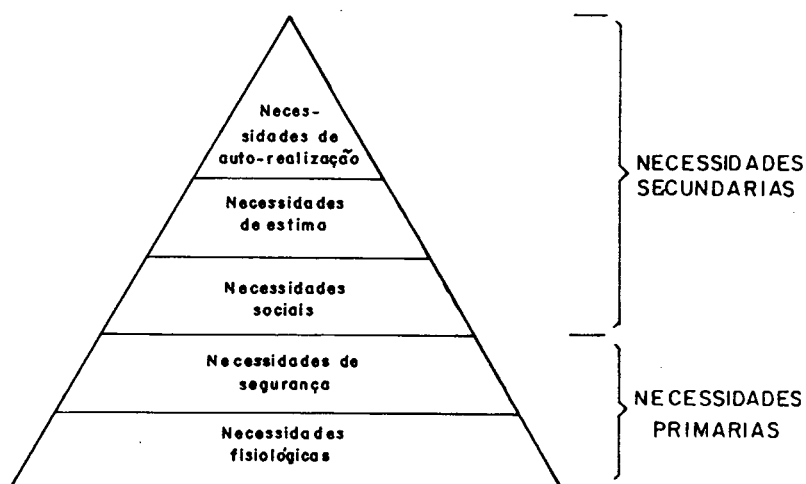 Neces-
sidades de
auto-realização
Necessidades
de estima
Necessidades
sociais
Necessidades de
segurança
Necessidades
fisiológicas
NECESSIDADES
SECUNDARIAS
NECESSIDADES
PRIMARIAS